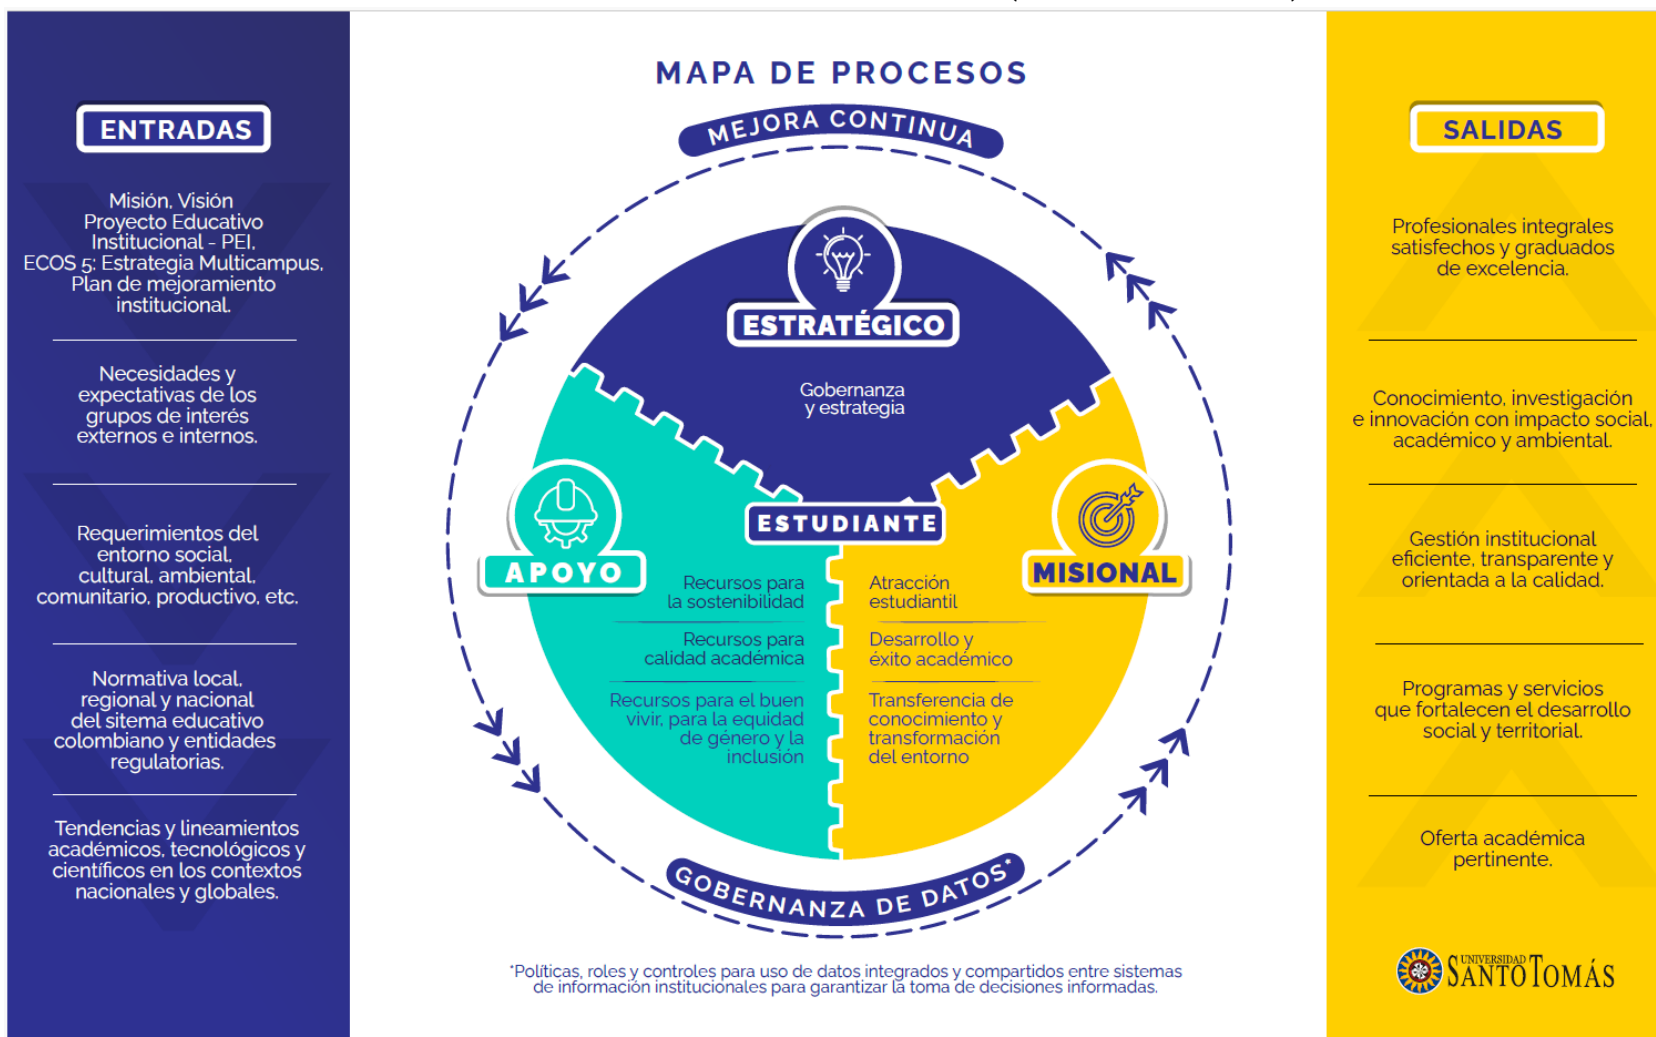 MAPA DE PROCESOS
MEJORA CONTINUA
ENTRADAS
Misión, Visión
Proyecto Educativo
Institucional - PEI,
ECOS 5: Estrategia Multicampus,
Plan de mejoramiento
institucional.
Necesidades y
expectativas de los
grupos de interés
externos e internos.
Requerimientos del
entorno social,
cultural, ambiental,
comunitario, productivo, etc.
Normativa local,
regional y nacional
del sitema educativo
colombiano y entidades
regulatorias.
Tendencias y lineamientos
académicos, tecnológicos y
científicos en los contextos
nacionales y globales.
ESTRATÉGICO
Gobernanza
y estrategia
ESTUDIANTE
APOYO
Recursos para
la sostenibilidad
Recursos para
calidad académica
Recursos para el buen
vivir, para la equidad
de género y la
inclusión
MISIONAL
Atracción
estudiantil
Desarrollo y
éxito académico
Transferencia de
conocimiento y
transformación
del entorno
GOBERNANZA DE DATOS*
*Políticas, roles y controles para uso de datos integrados y compartidos entre sistemas
de información institucionales para garantizar la toma de decisiones informadas.
SALIDAS
Profesionales integrales
satisfechos y graduados
de excelencia.
Conocimiento, investigación
e innovación con impacto social,
académico y ambiental.
Gestión institucional
eficiente, transparente y
orientada a la calidad.
Programas y servicios
que fortalecen el desarrollo
social y territorial.
Oferta académica
pertinente.
UNIVERSIDAD
SANTO TOMÁS